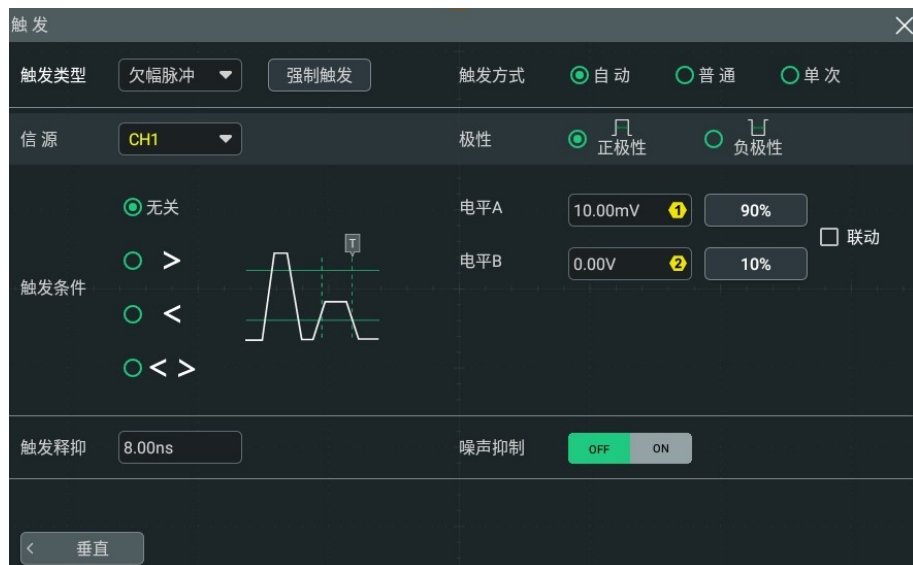 触发
触发类型 欠幅脉冲 强制触发 触发方式 自动 普通 单次
信源 CH1 极性 正极性 负极性
无关 电平A 10.00mV 1 90%
联动
> 电平B 0.00V 2 10%
触发条件
<
< >
T
触发释抑 8.00ns 噪声抑制 OFF ON
< 垂直